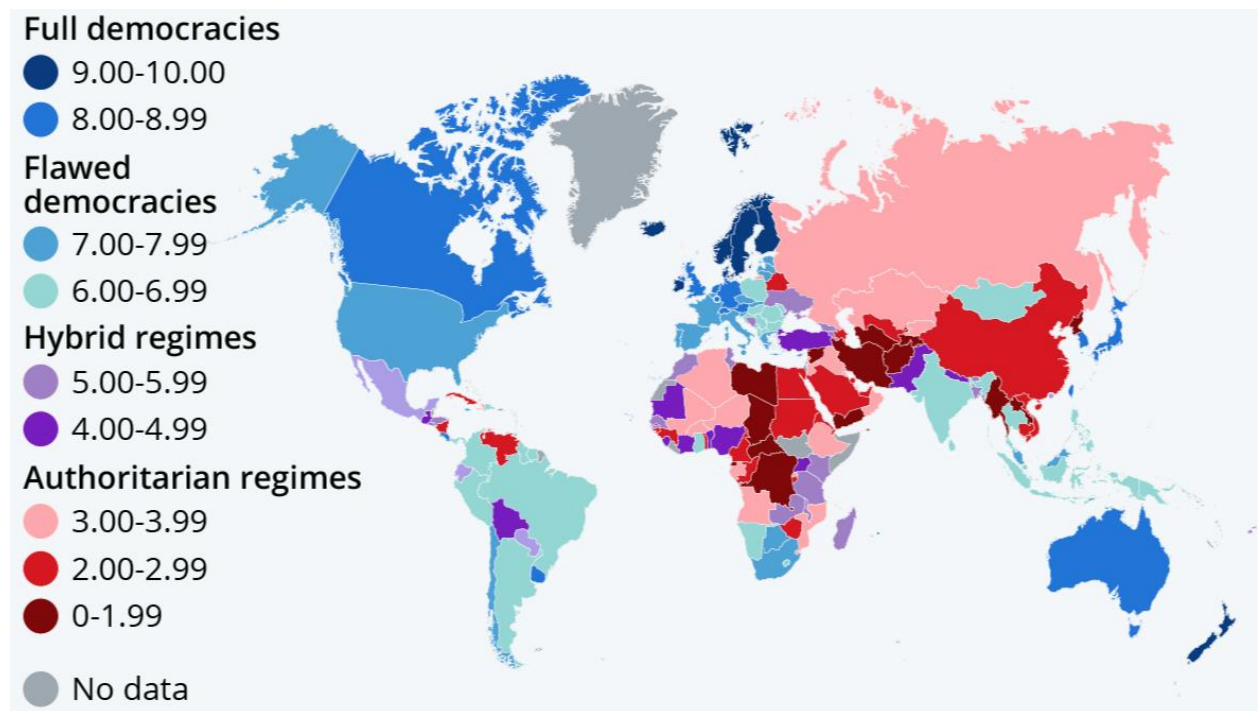 Full democracies
9.00-10.00
8.00-8.99
Flawed
democracies
7.00-7.99
6.00-6.99
Hybrid regimes
5.00-5.99
4.00-4.99
Authoritarian regimes
3.00-3.99
2.00-2.99
0-1.99
No data